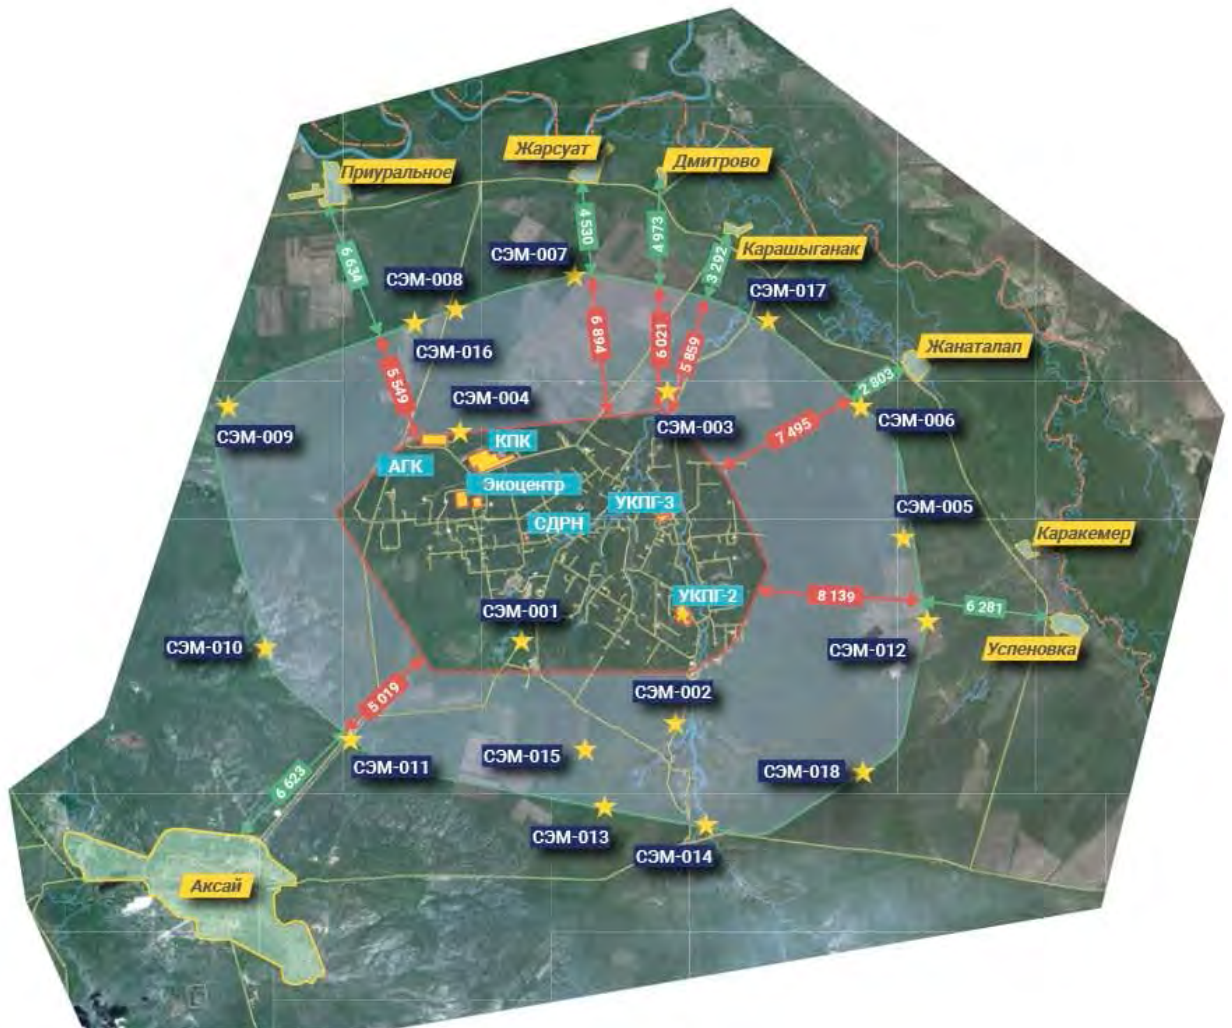 Жарсуат
Дмитрово
Приуральное
4 530
4 973
3 292
Карашыганак
6 634
СЭМ-007
СЭМ-008
СЭМ-017
6 894
6 021
5 859
СЭМ-016
Жанаталап
5 549
2 803
СЭМ-004
СЭМ-009
СЭМ-003
СЭМ-006
7 495
КПК
АГК
Экоцентр
УКПГ-3
СЭМ-005
СДРН
Каракемер
УКПГ-2
8 139
6 281
СЭМ-001
СЭМ-010
СЭМ-012
Успеновка
СЭМ-002
5 019
СЭМ-015
СЭМ-011
СЭМ-018
6 623
СЭМ-013
СЭМ-014
Аксай